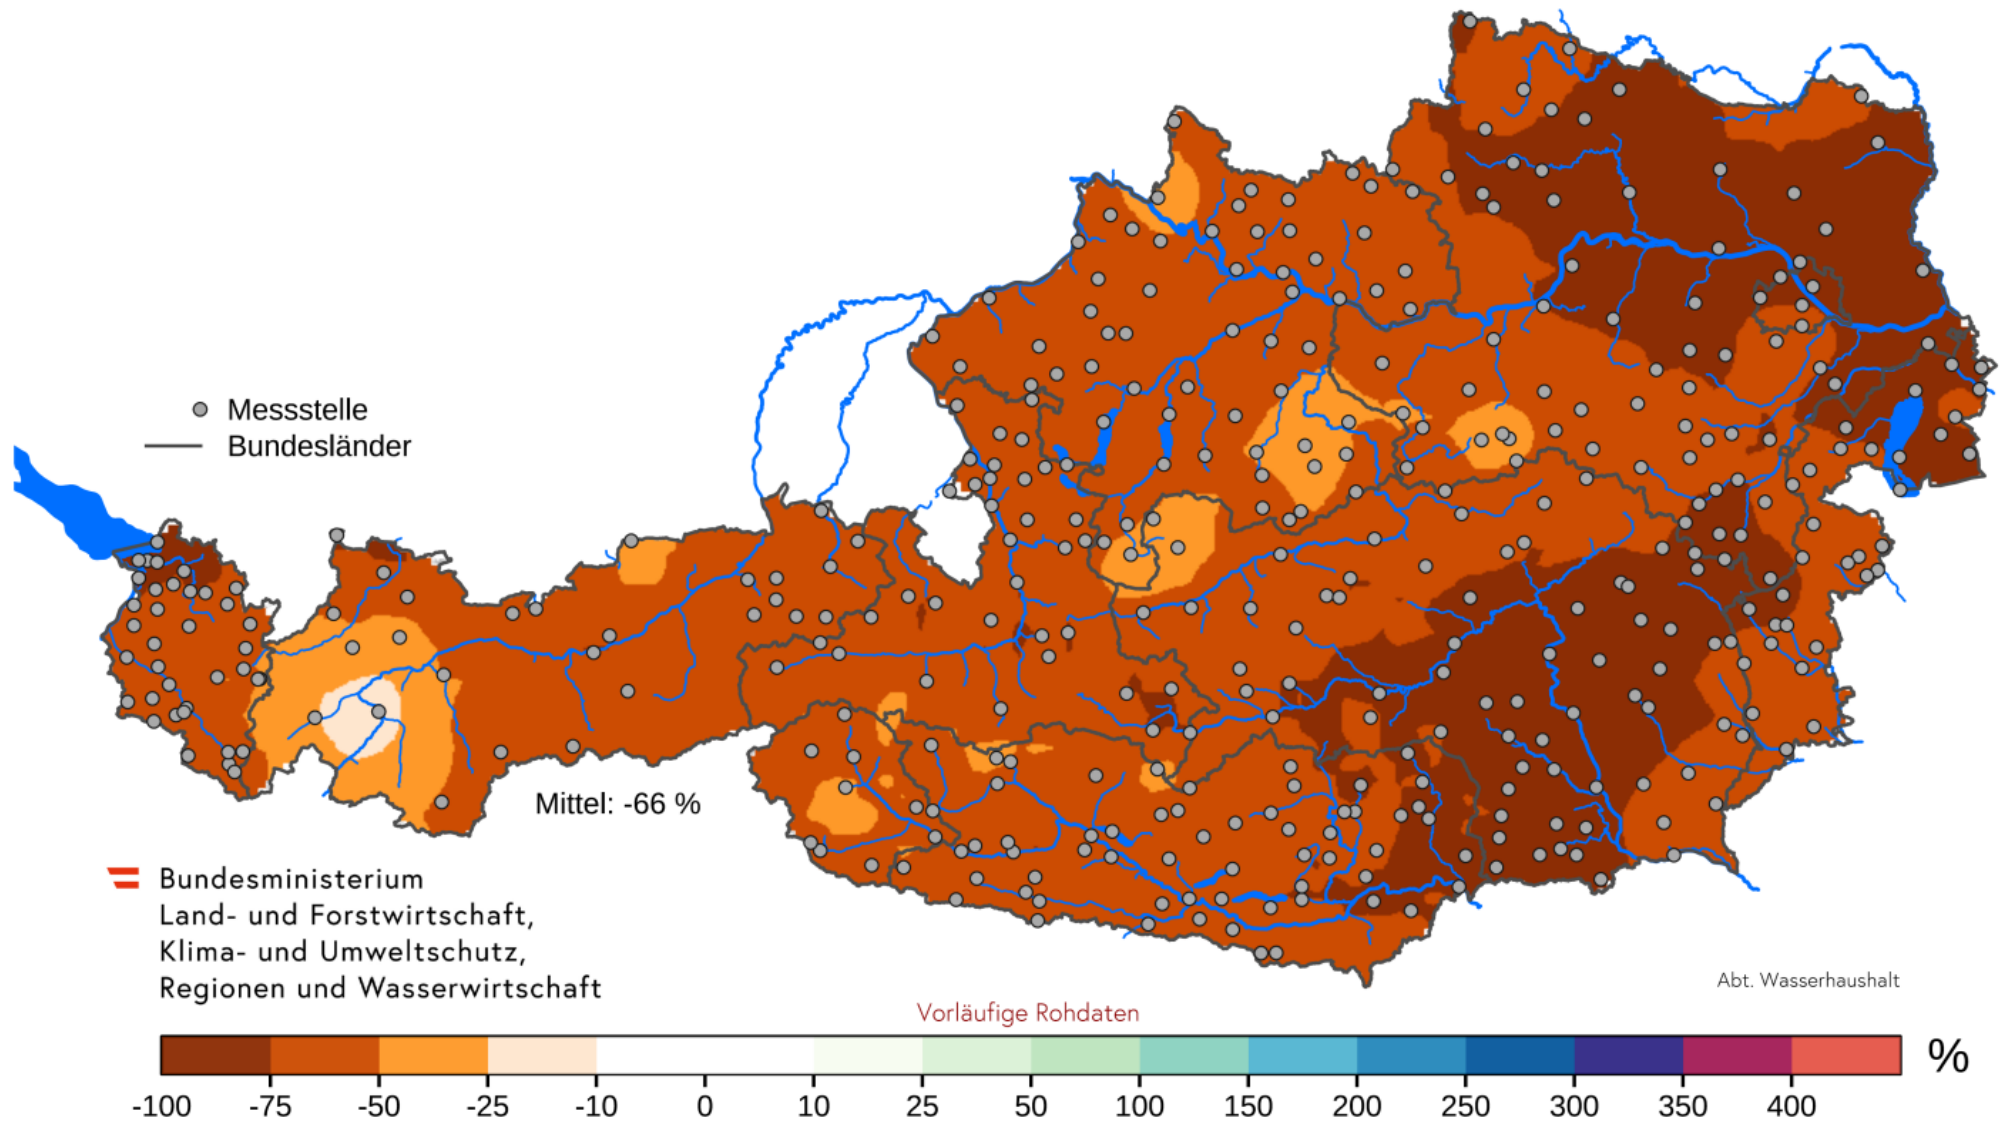 Messstelle
Bundesländer
Mittel: -66 %
Bundesministerium
Land- und Forstwirtschaft,
Klima- und Umweltschutz,
Regionen und Wasserwirtschaft
Abt. Wasserhaushalt
Vorläufige Rohdaten
%
-100 -75 -50 -25 -10 0 10 25 50 100 150 200 250 300 350 400